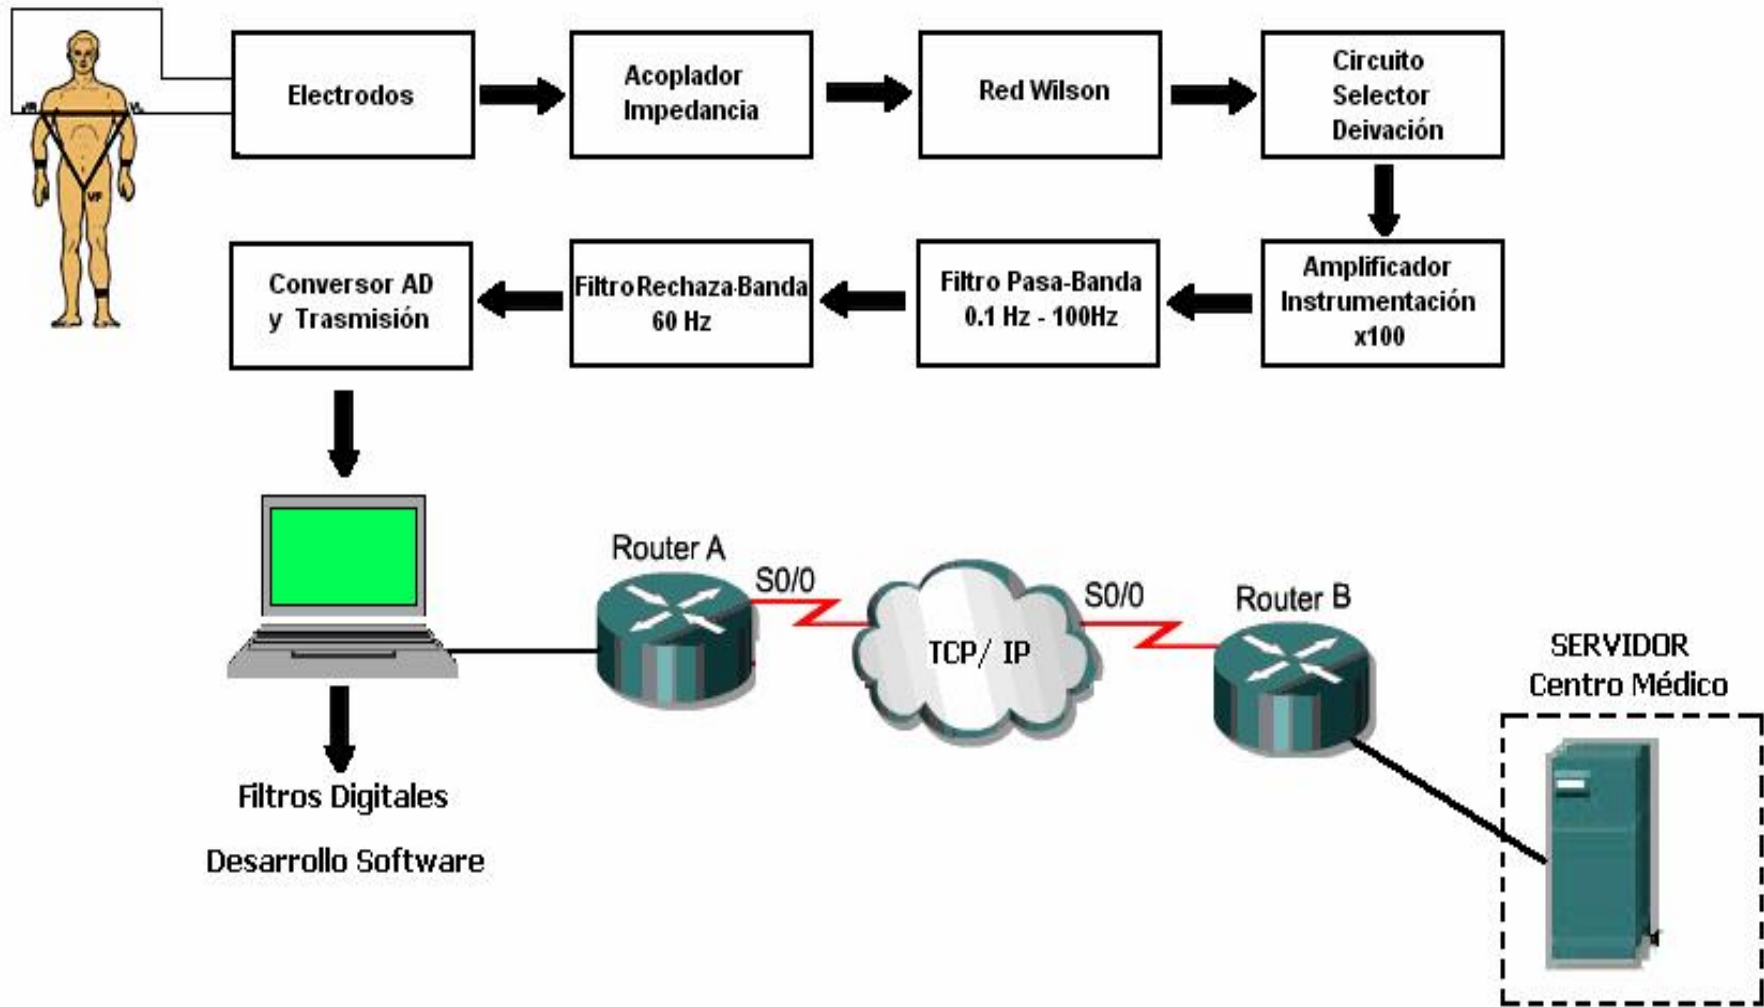 Electrodos
Acoplador
Impedancia
Red Wilson
Circuito
Selector
Deivación
VF
Conversor AD
y Trasmisión
Filtro Rechaza-Banda
60 Hz
Filtro Pasa-Banda
0.1 Hz - 100Hz
Amplificador
Instrumentación
x100
Router A
S0/0
TCP/ IP
S0/0
Router B
SERVIDOR
Centro Médico
Filtros Digitales
Desarrollo Software